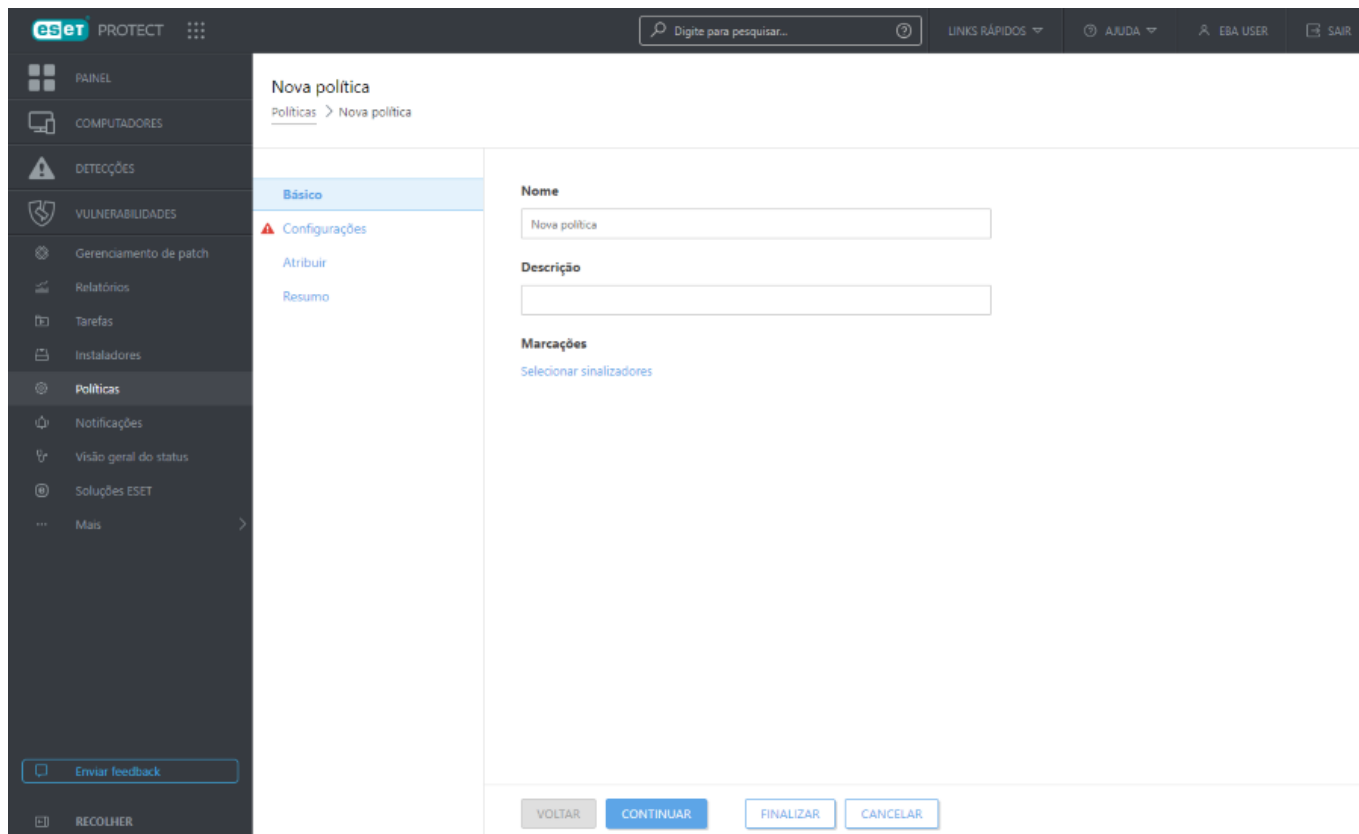 eset PROTECT
Digite para pesquisar...
LINKS RÁPIDOS
AJUDA
EBA USER
SAIR
PAINEL
COMPUTADORES
DETECÇÕES
VULNERABILIDADES
Gerenciamento de patch
Relatórios
Tarefas
Instaladores
Políticas
Notificações
Visão geral do status
Soluções ESET
Mais
Enviar feedback
RECOLHER
Nova política
Políticas > Nova política
Básico
Configurações
Atribuir
Resumo
Nome
Nova política
Descrição
Marcações
Selecionar sinalizadores
VOLTAR
CONTINUAR
FINALIZAR
CANCELAR